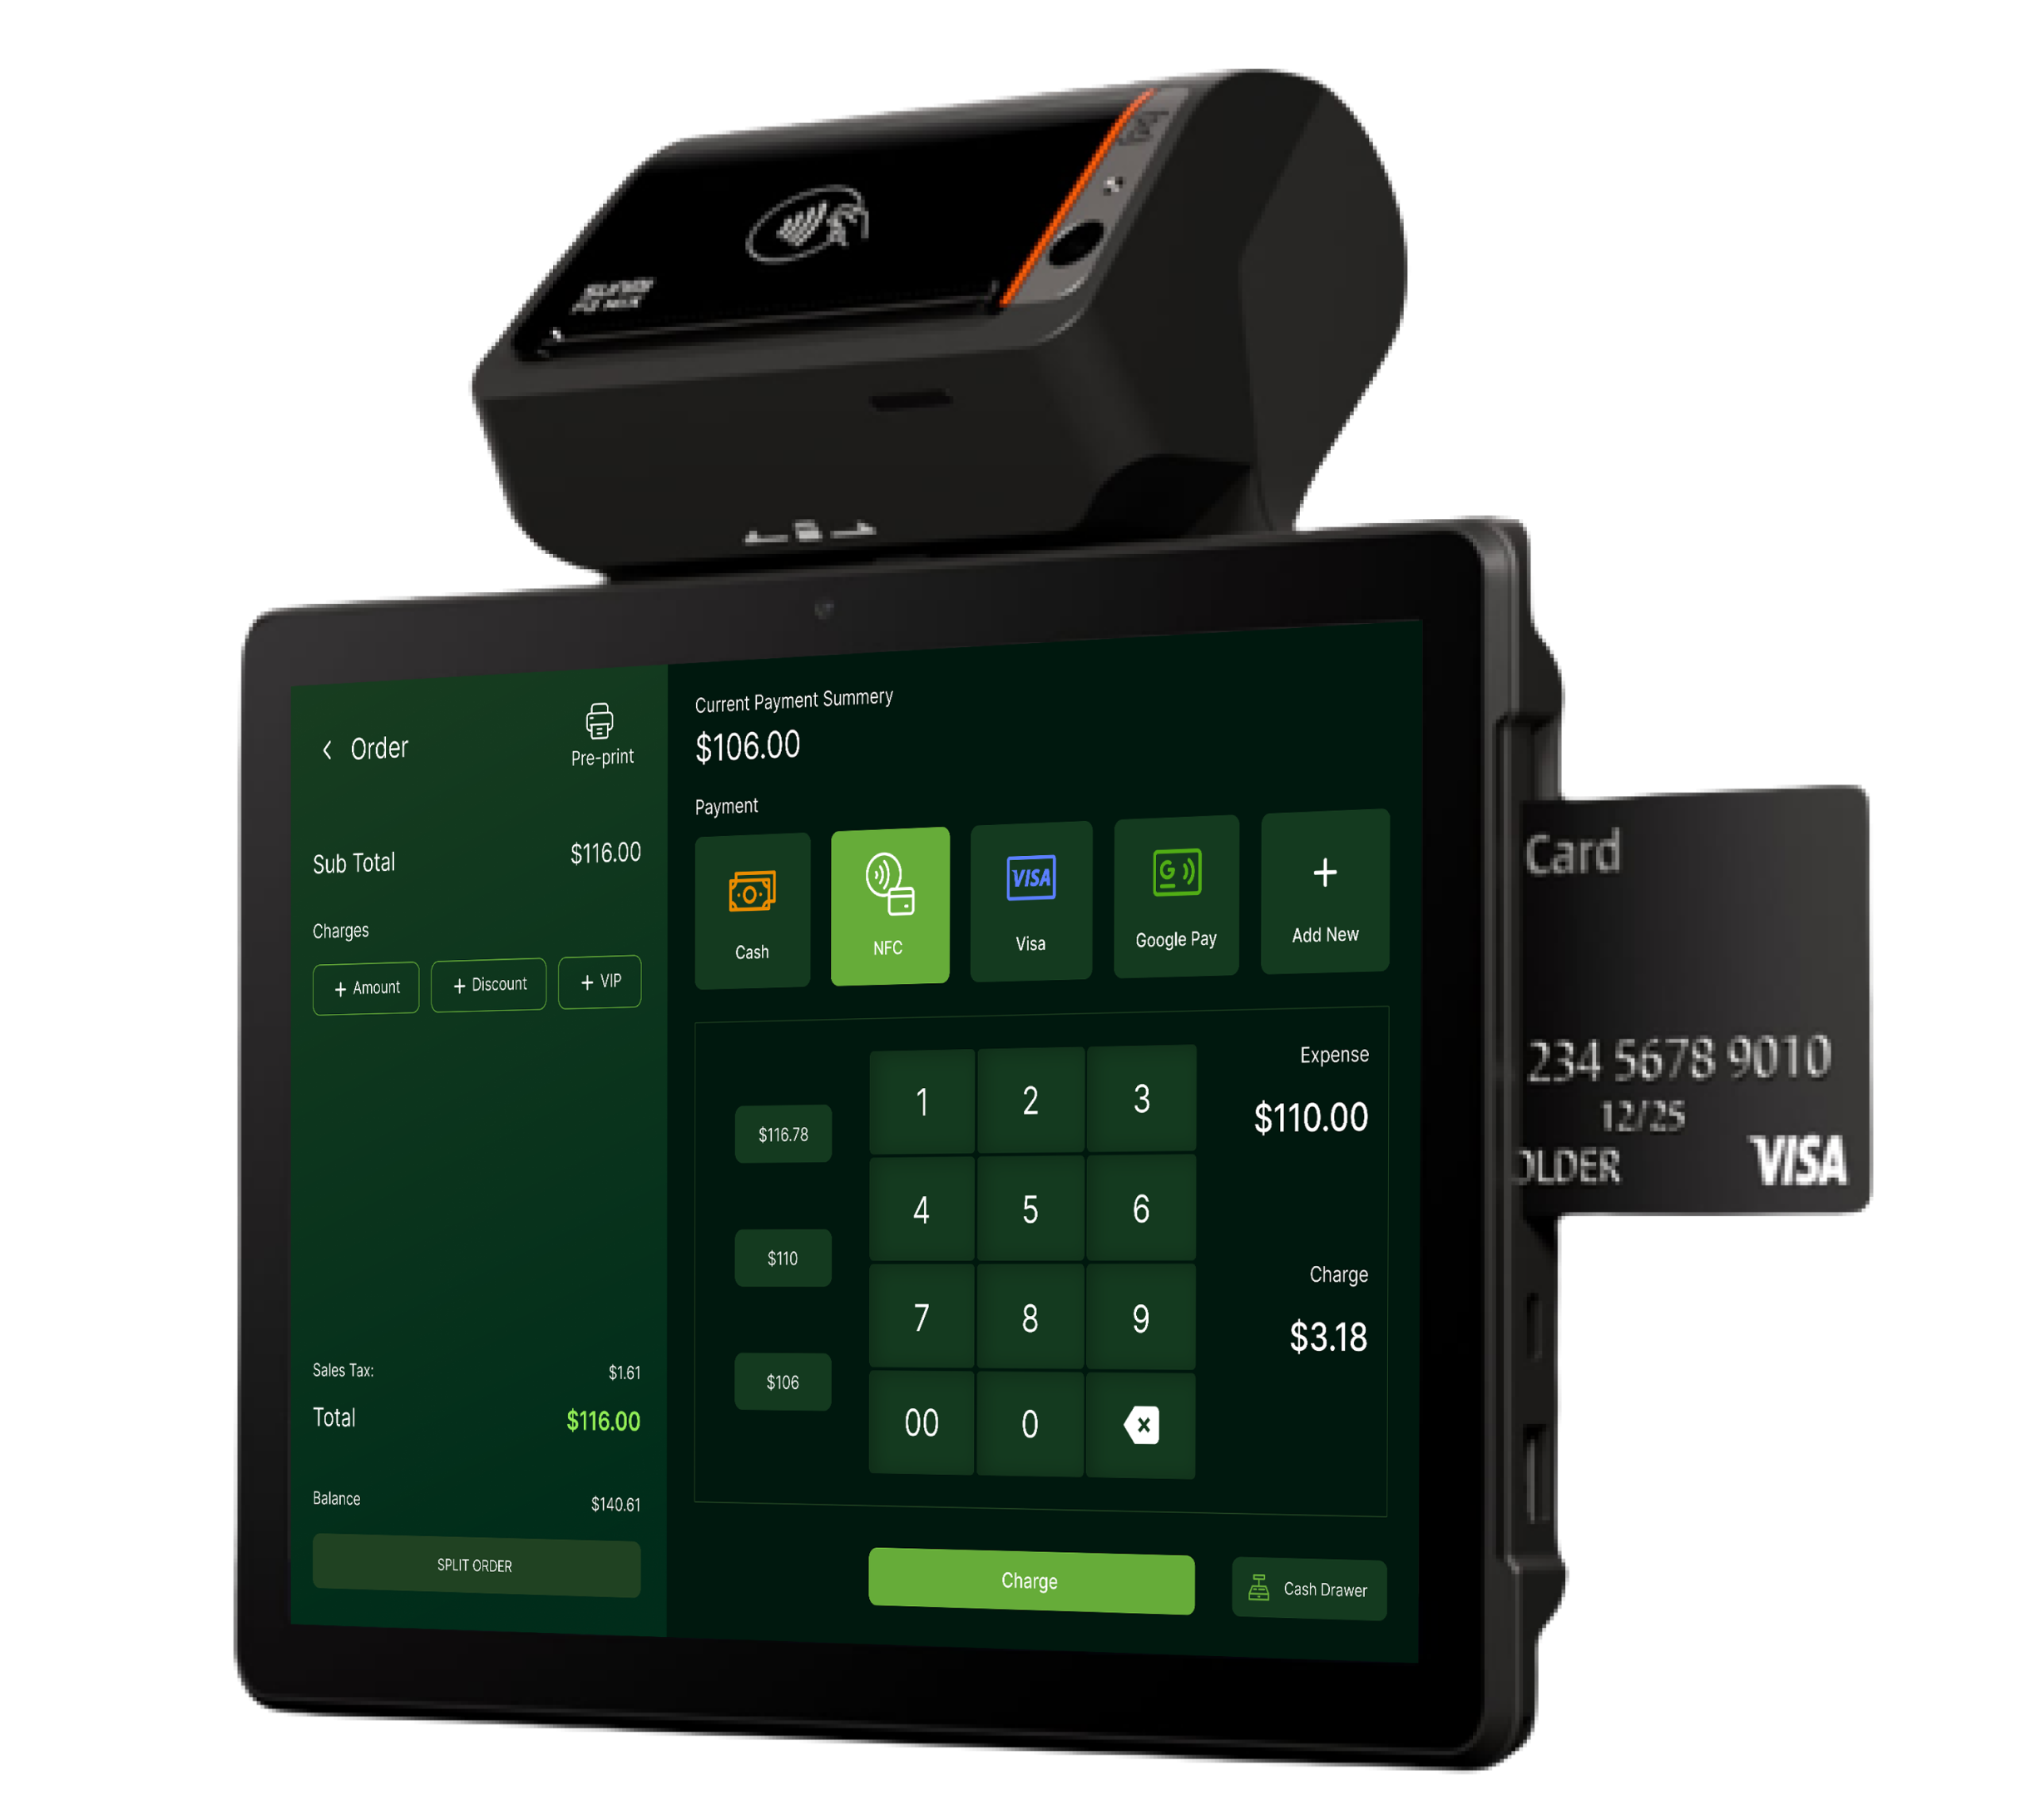 Order
Pre-print
Sub Total
$116.00
Charges
+ Amount
+ Discount
+ VIP
Sales Tax:
$1.61
Total
$116.00
Balance
$140.61
SPLIT ORDER
Current Payment Summery
$106.00
Payment
Cash
NFC
VISA
Visa
G
Google Pay
+
Add New
$116.78
$110
$106
1
2
3
4
5
6
7
8
9
00
0
Expense
$110.00
Charge
$3.18
Charge
Cash Drawer
Card
234 5678 9010
12/25
OLDER
VISA